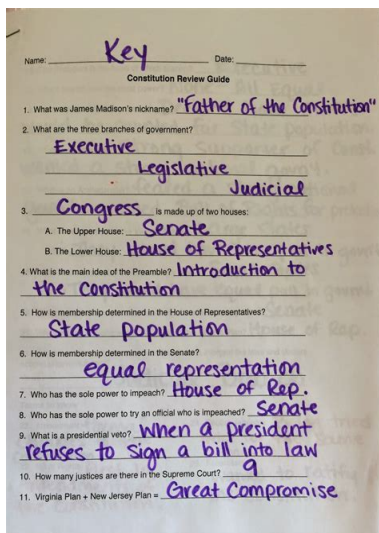 Name: Key Date:
Constitution Review Guide
1. What was James Madison's nickname? "Father of the Constitution"
2. What are the three branches of government?
Executive
Legislative
Judicial
3. Congress is made up of two houses:
A. The Upper House: Senate
B. The Lower House: House of Representatives
4. What is the main idea of the Preamble? Introduction to
the Constitution
5. How is membership determined in the House of Representatives?
State population
6. How is membership determined in the Senate?
equal representation
7. Who has the sole power to impeach? House of Rep.
8. Who has the sole power to try an official who is impeached? Senate
9. What is a presidential veto? When a president
refuses to sign a bill into law
10. How many justices are there in the Supreme Court? 9
11. Virginia Plan + New Jersey Plan = Great Compromise